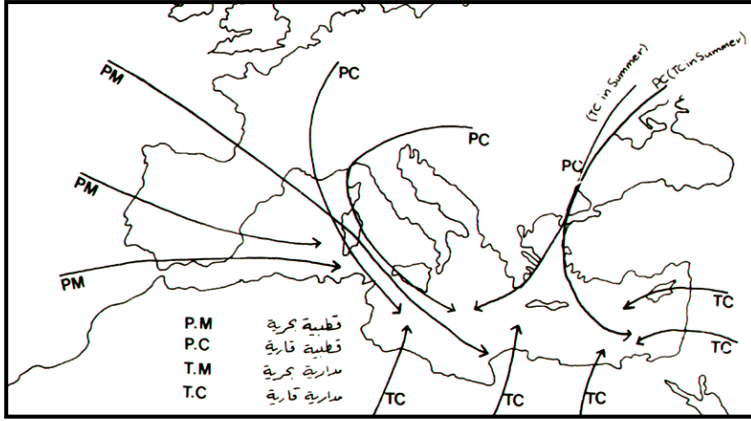 PM
PC
(TC in Summer)
PC (TC in Summer)
PC
PC
PM
PM
TC
TC
P.M قطبية بحرية
P.C قطبية قارية
T.M مدارية بحرية
T.C مدارية قارية
TC
TC
TC